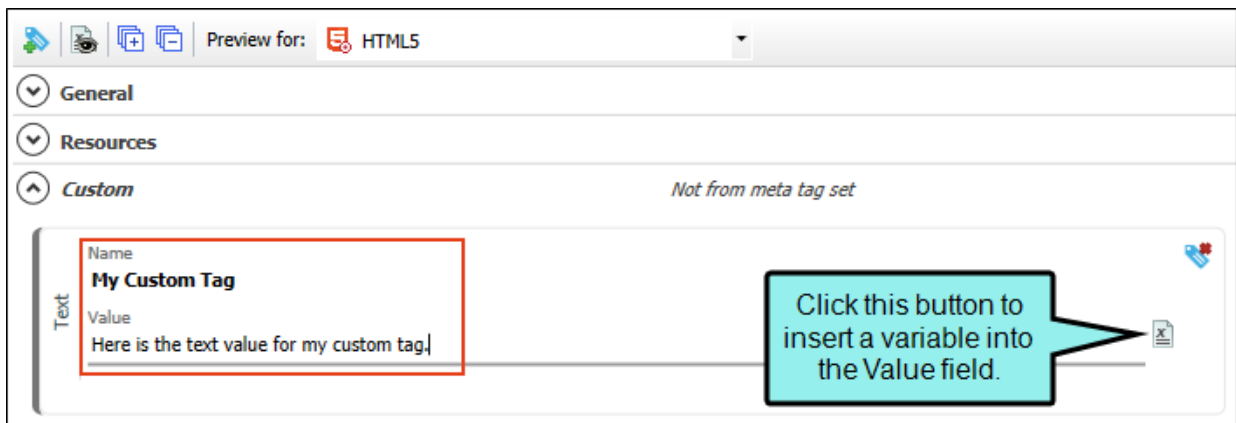 Preview for: HTML5
General
Resources
Custom Not from meta tag set
Text
Name
My Custom Tag
Value
Here is the text value for my custom tag.
Click this button to
insert a variable into
the Value field.